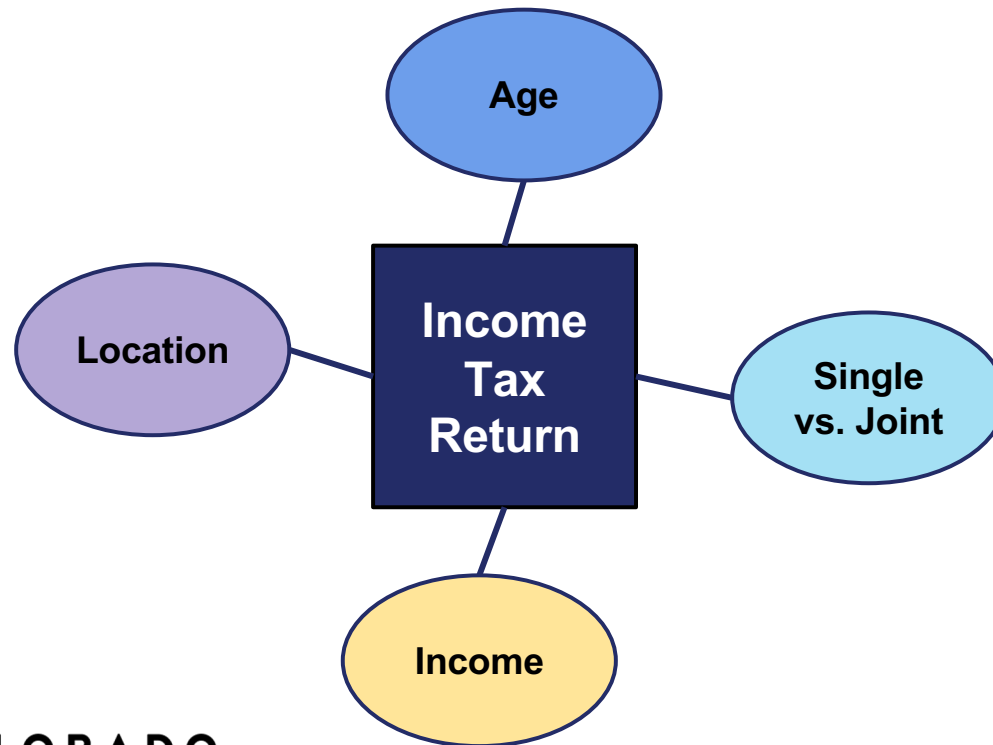 Age
Location
Income
Tax
Return
Single
vs. Joint
Income